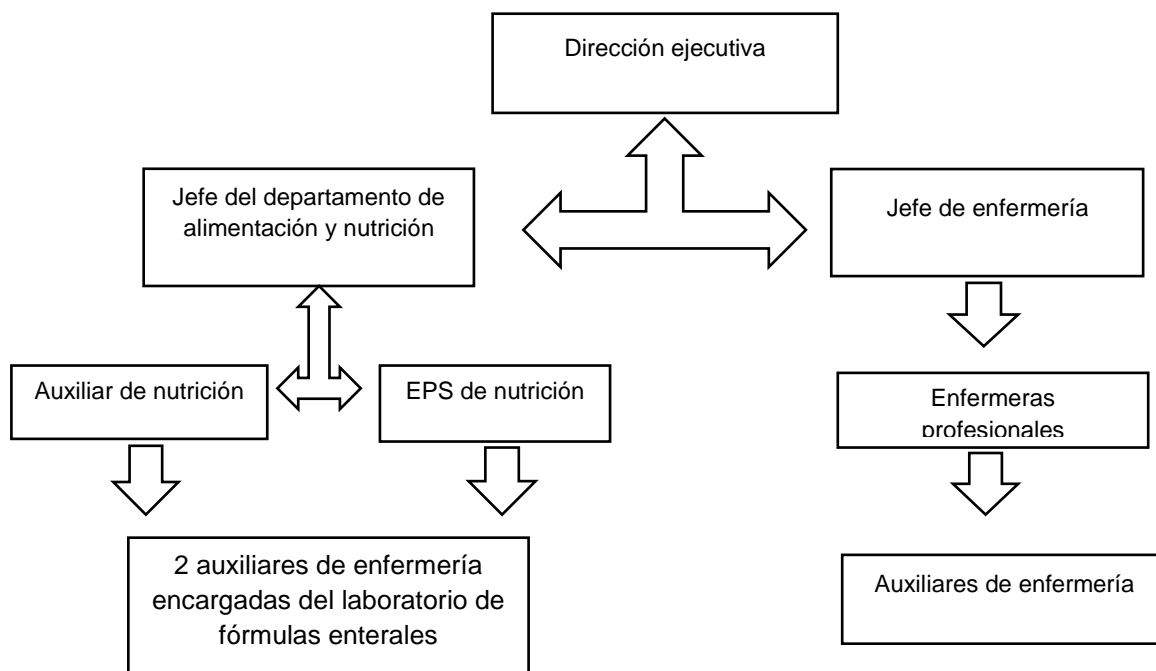 Dirección ejecutiva
Jefe del departamento de
alimentación y nutrición
Jefe de enfermería
Auxiliar de nutrición
EPS de nutrición
Enfermeras
profesionales
2 auxiliares de enfermería
encargadas del laboratorio de
fórmulas enterales
Auxiliares de enfermería